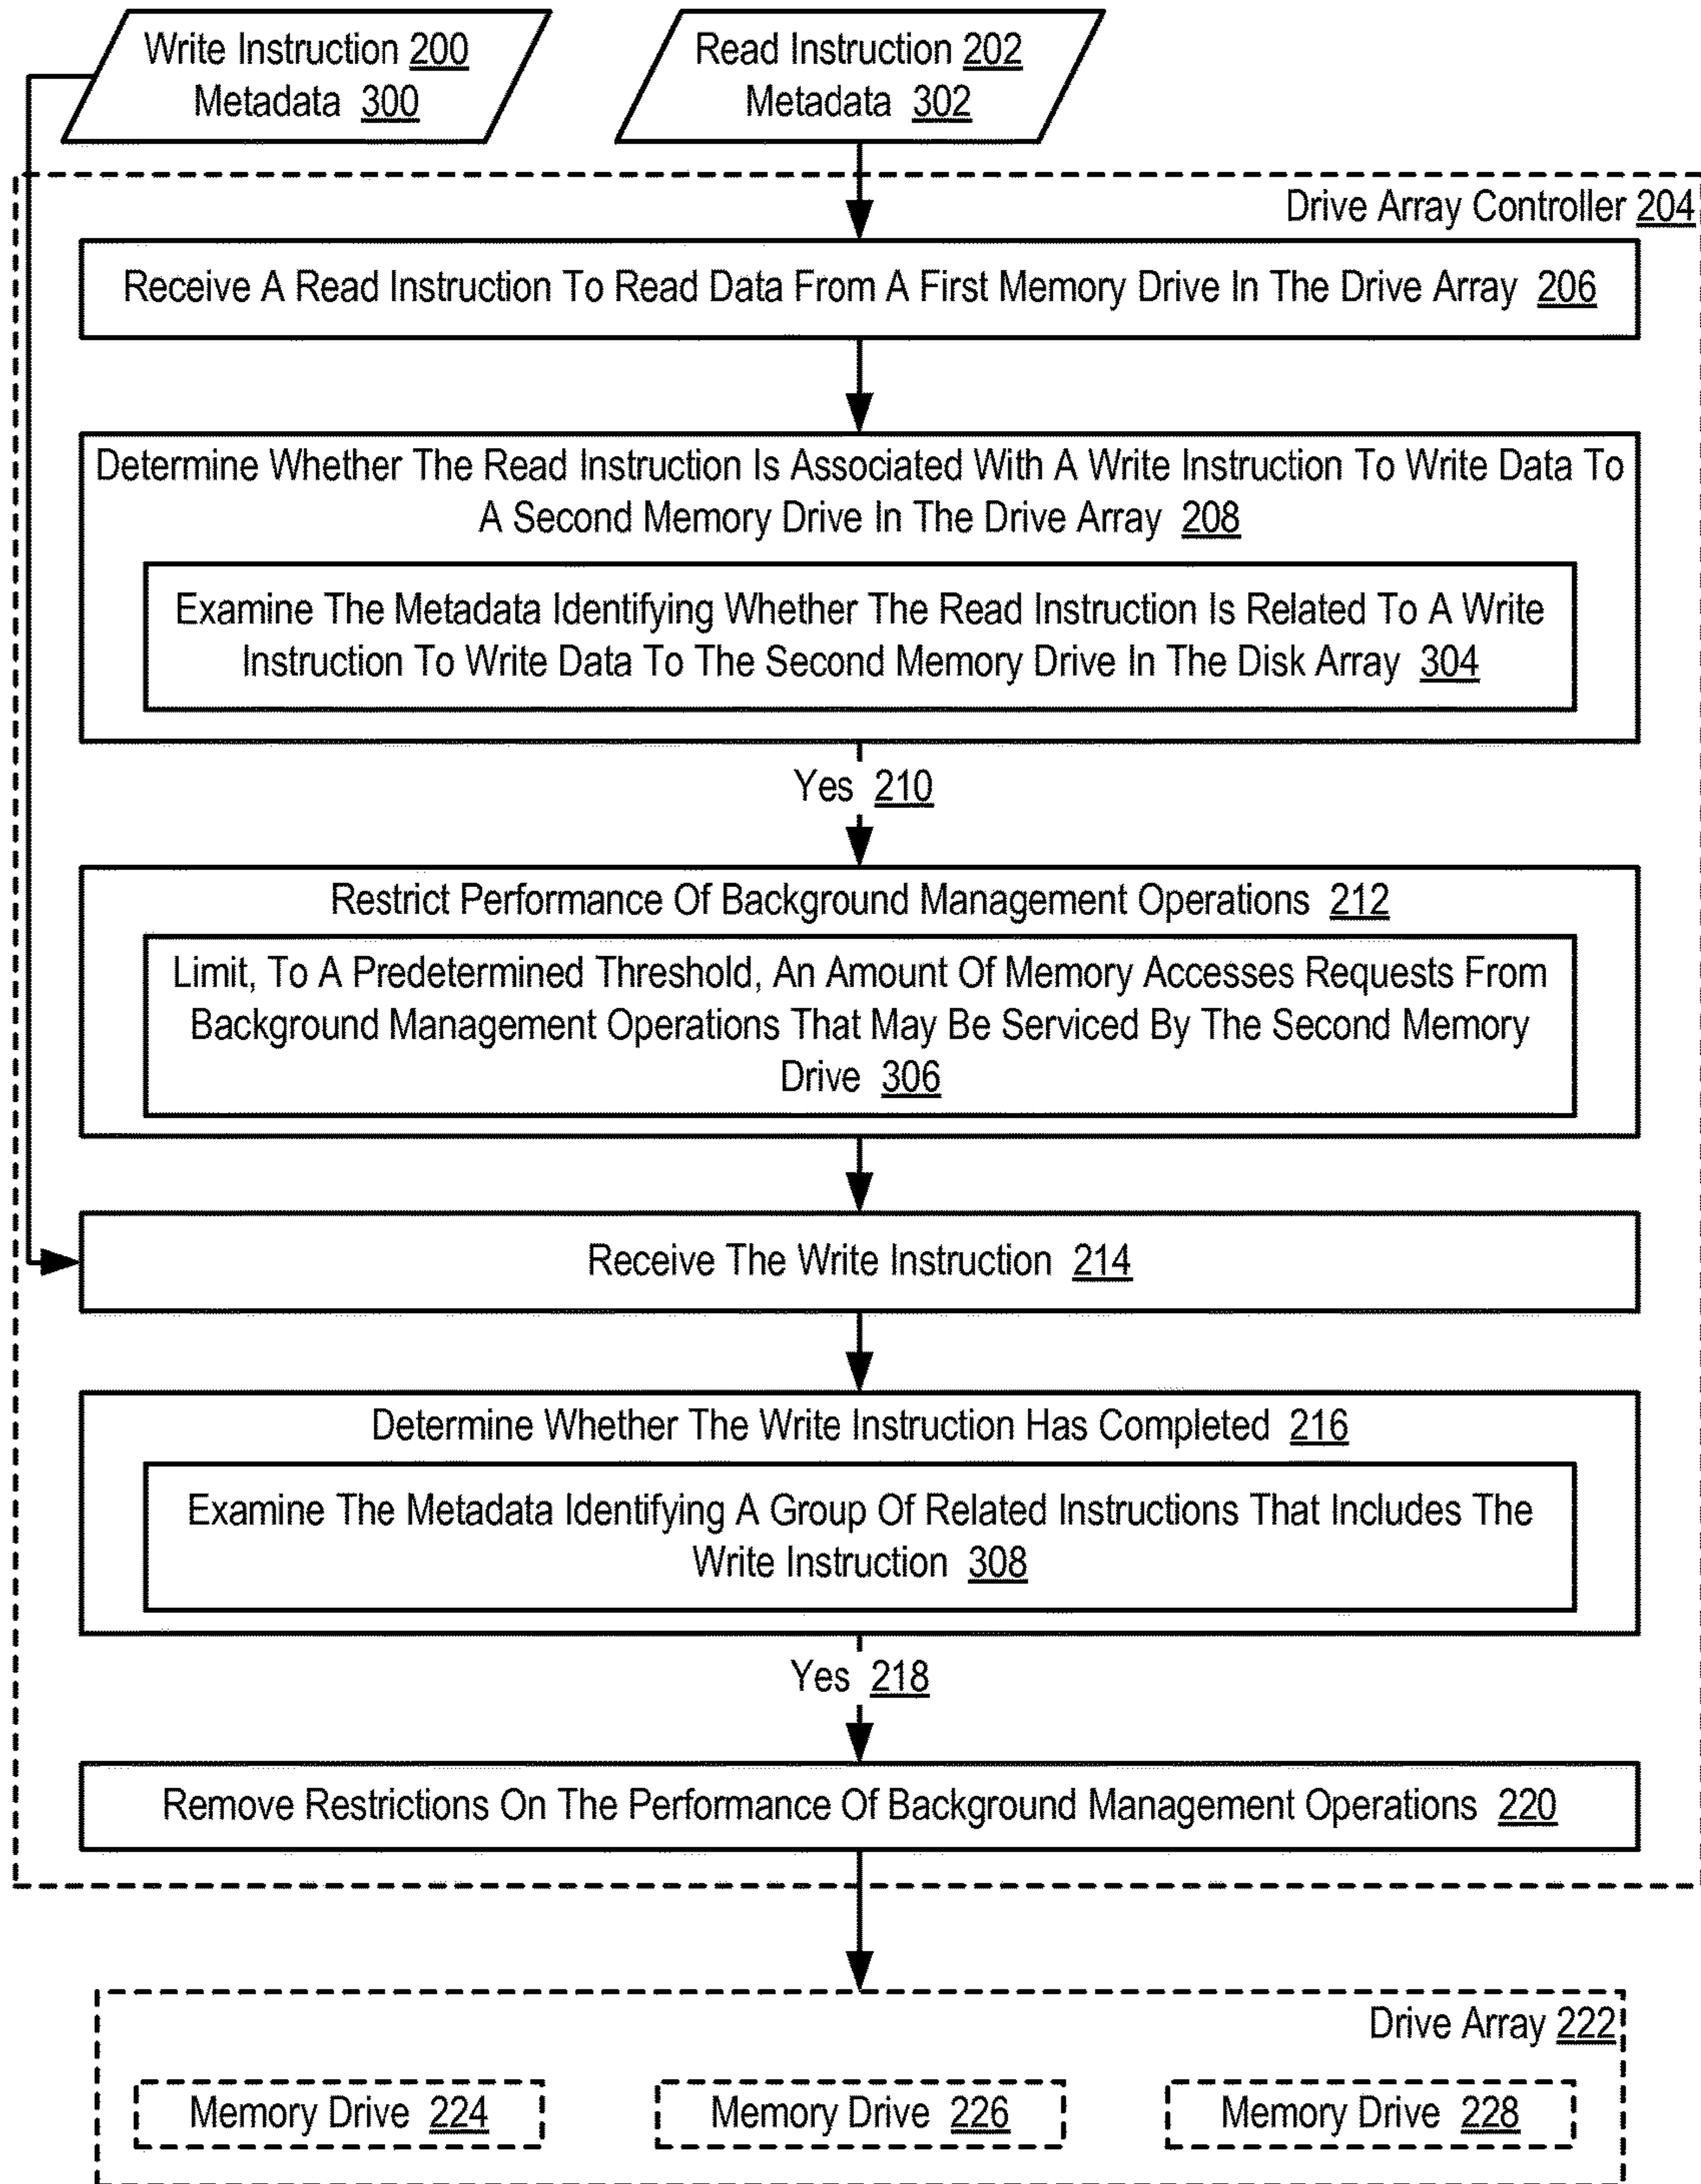 Write Instruction 200
Metadata 300
Read Instruction 202
Metadata 302
Drive Array Controller 204
Receive A Read Instruction To Read Data From A First Memory Drive In The Drive Array 206
Determine Whether The Read Instruction Is Associated With A Write Instruction To Write Data To
A Second Memory Drive In The Drive Array 208
Examine The Metadata Identifying Whether The Read Instruction Is Related To A Write
Instruction To Write Data To The Second Memory Drive In The Disk Array 304
Yes 210
Restrict Performance Of Background Management Operations 212
Limit, To A Predetermined Threshold, An Amount Of Memory Accesses Requests From
Background Management Operations That May Be Serviced By The Second Memory
Drive 306
Receive The Write Instruction 214
Determine Whether The Write Instruction Has Completed 216
Examine The Metadata Identifying A Group Of Related Instructions That Includes The
Write Instruction 308
Yes 218
Remove Restrictions On The Performance Of Background Management Operations 220
Drive Array 222
Memory Drive 224
Memory Drive 226
Memory Drive 228